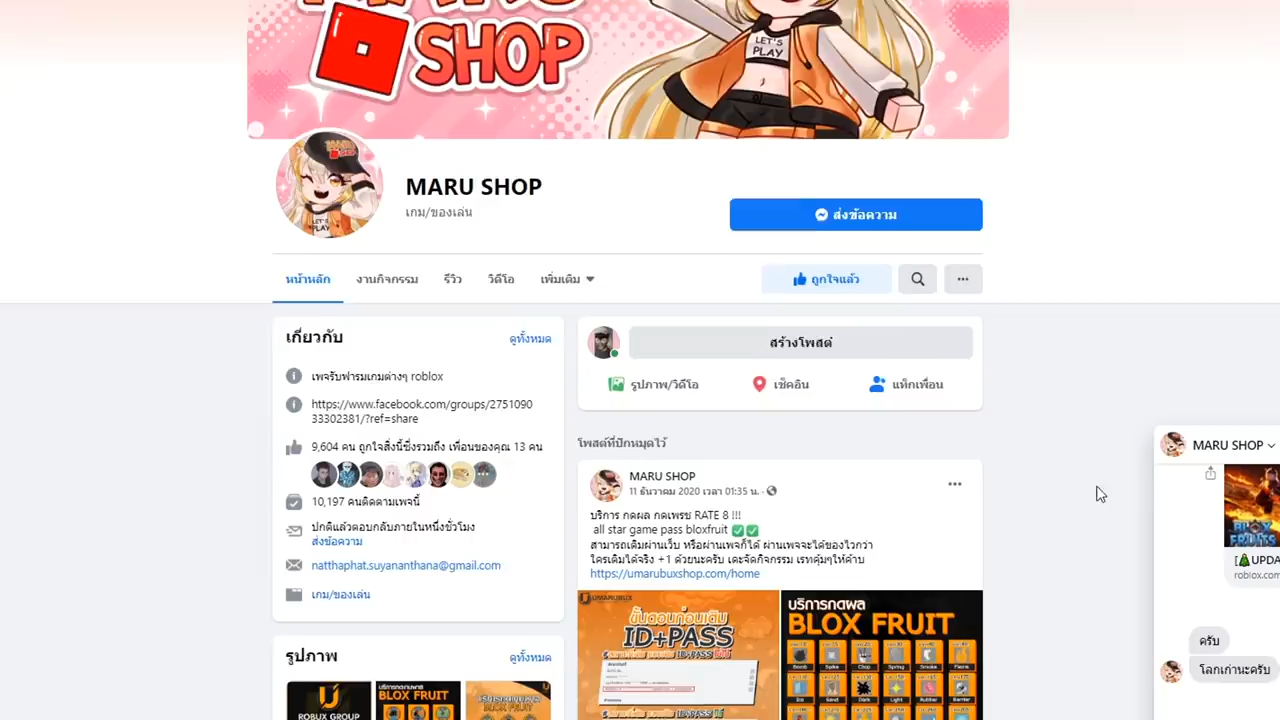 SHOP
LET'S
PLAY
MARU SHOP
เกม/ของเล่น
ส่งข้อความ
หน้าหลัก
งานกิจกรรม
รีวิว
วิดีโอ
เพิ่มเติม
ถูกใจแล้ว
เกี่ยวกับ
ดูทั้งหมด
เพจรับฟารมเกมต่างๆ roblox
https://www.facebook.com/groups/2751090
33302381/?ref=share
9,604 คน ถูกใจสิ่งนี้ซึ่งรวมถึง เพื่อนของคุณ 13 คน
10,197 คนติดตามเพจนี้
ปกติแล้วตอบกลับภายในหนึ่งชั่วโมง
ส่งข้อความ
natthaphat.suyananthana@gmail.com
เกม/ของเล่น
รูปภาพ
ดูทั้งหมด
ROBUX GROUP
BLOX FRUIT
สร้างโพสต์
รูปภาพ/วิดีโอ
เช็คอิน
แท็กเพื่อน
โพสต์ที่ปักหมุดไว้
MARU SHOP
11 ธันวาคม 2020 เวลา 01:35 น.
บริการ กดผล กดเพรช RATE 8 !!!
all star game pass bloxfruit
สามารถเติมผ่านเว็บ หรือผ่านเพจก็ได้ ผ่านเพจจะได้ของไวกว่า
ใครเติมได้จริง +1 ด้วยนะครับ เดะจัดกิจกรรม เรทคุ้มๆให้ค้าบ
https://umarubuxshop.com/home
UMARUBUX
ขั้นตอนก่อนเติม
ID+PASS
บริการกดผล
BLOX FRUIT
MARU SHOP
BLOX
FRUITS
UPDA
roblox.com
ครับ
โลกเก่านะครับ